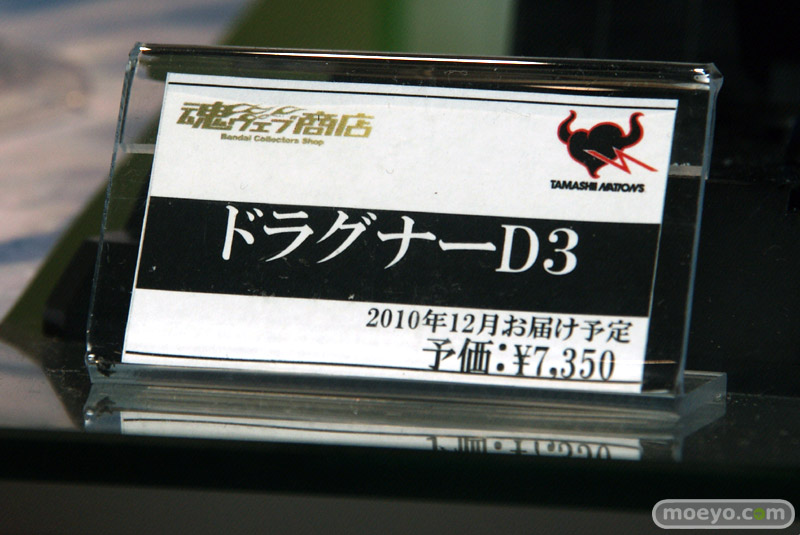 魂ウェブ商店
Bandai Collectors Shop
TAMASHII NATIONS
ドラグナーD3
2010年12月お届け予定
予価:¥7,350
moeyo.com